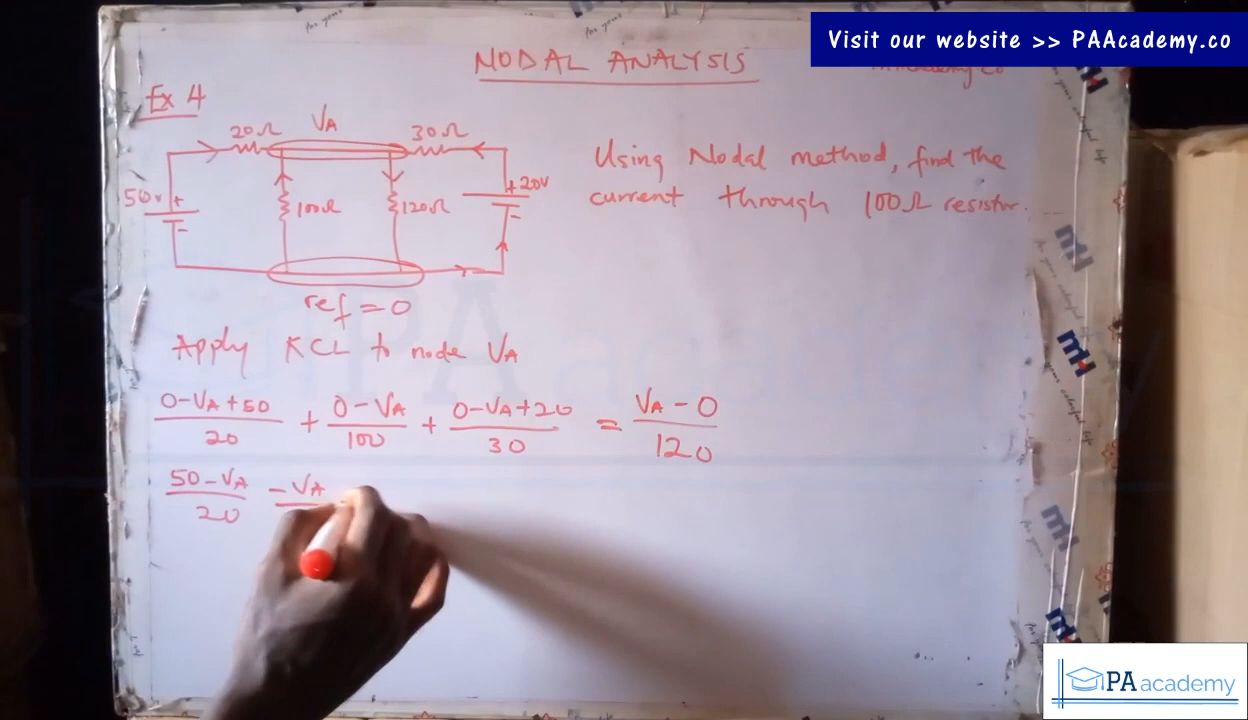 Visit our website >> PAAcademy.co
NODAL ANALYSIS
Ex 4
20Ω VA 30Ω
50v + 100Ω 120Ω + 20v
- -
ref = 0
Using Nodal method, find the
current through 100Ω resistor.
Apply KCL to node VA
0-VA+50 / 20 + 0-VA / 100 + 0-VA+20 / 30 = VA-0 / 120
50-VA / 20 -VA
PA academy